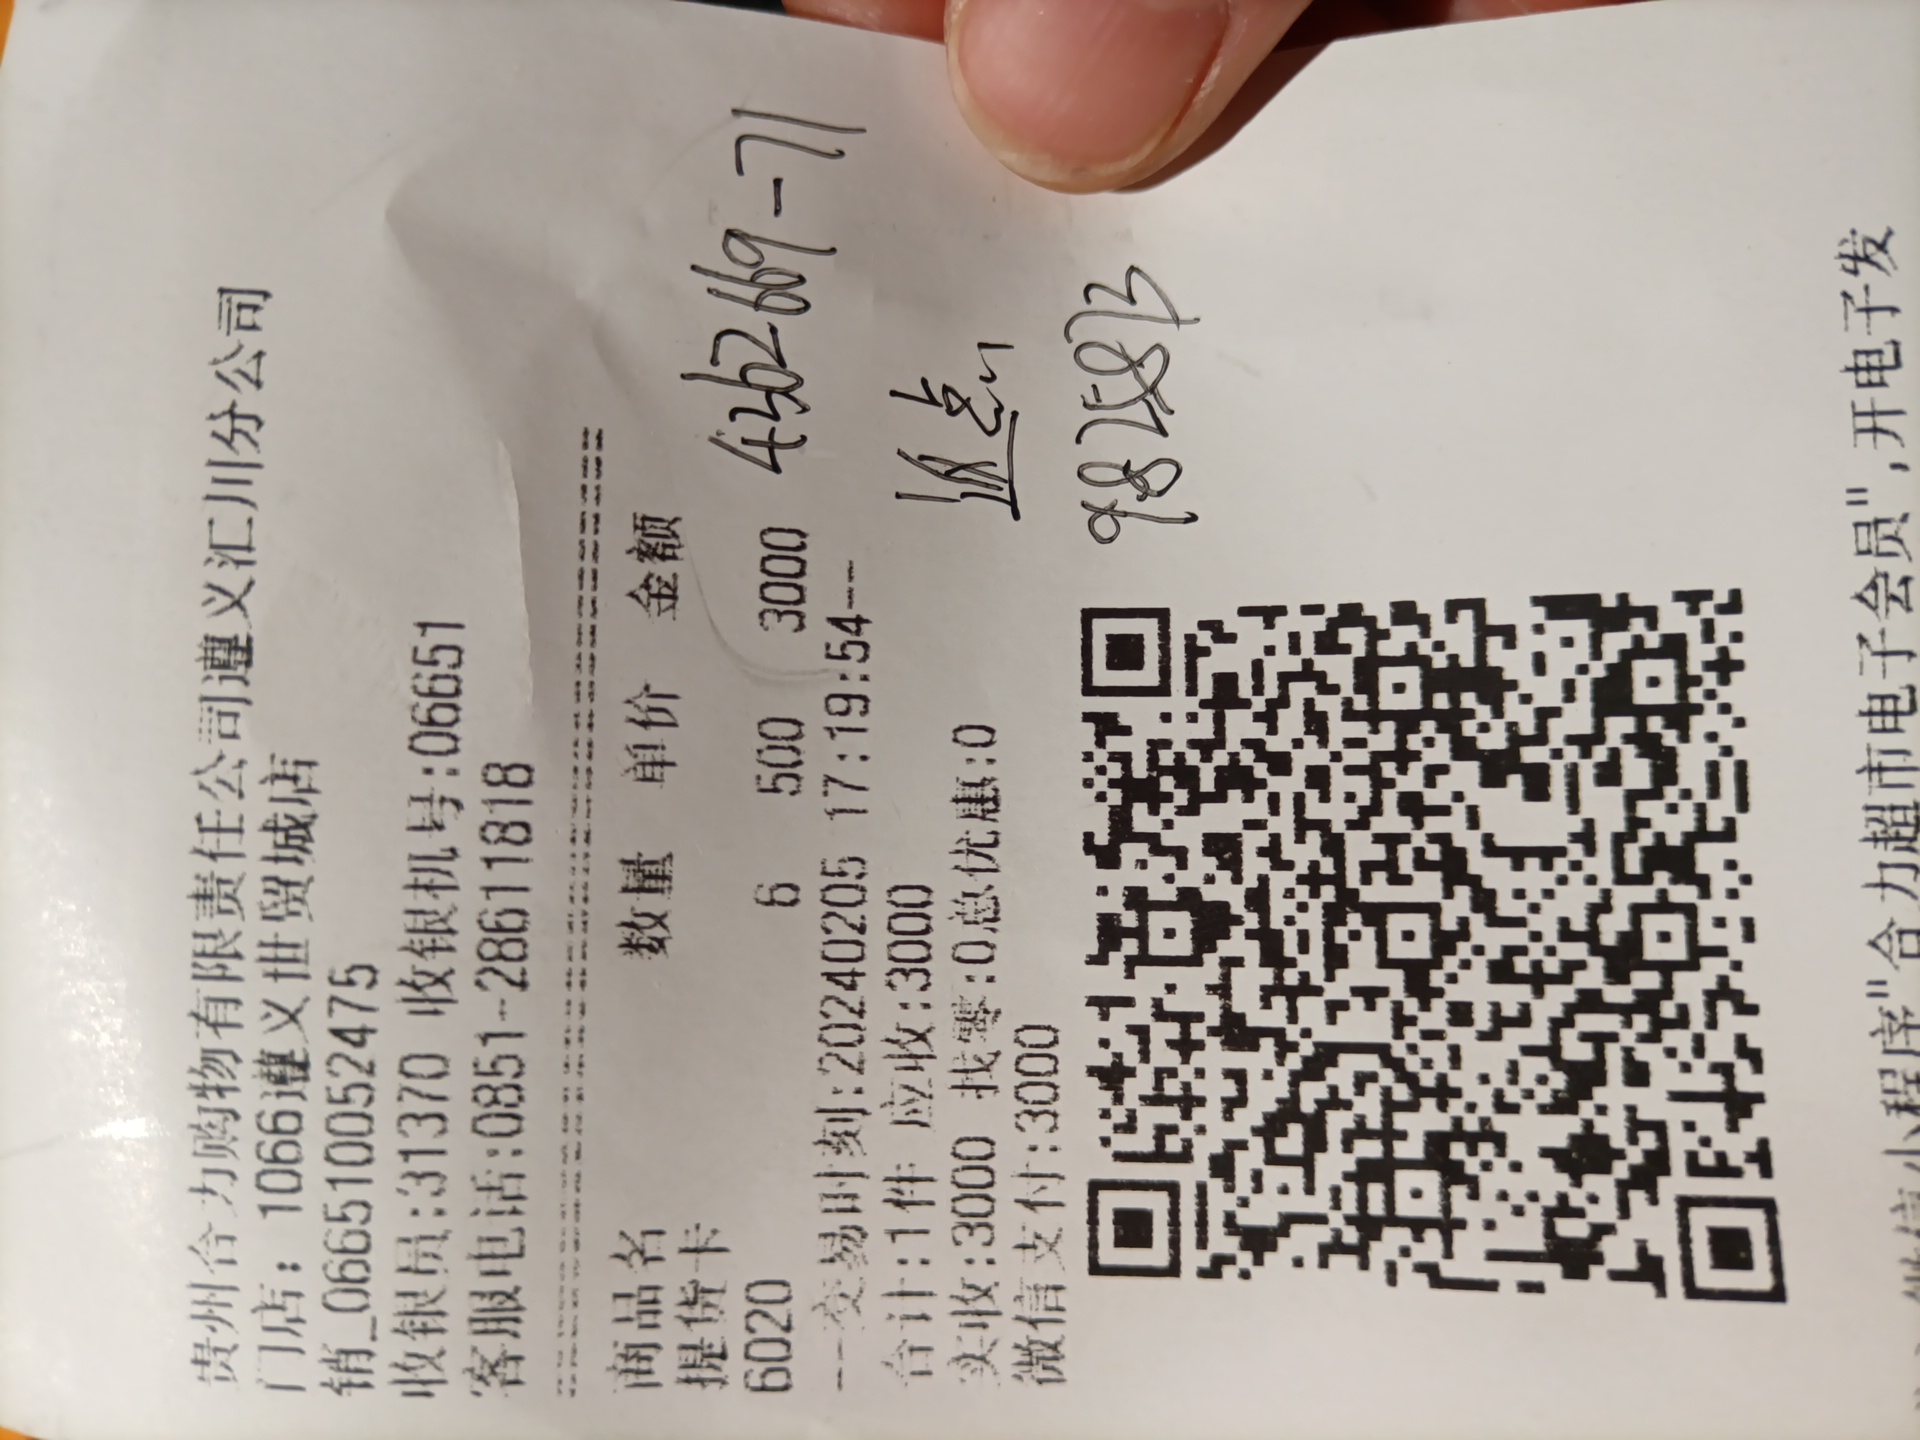 贵州合力购物有限责任公司遵义汇川分公司
门店: 1066遵义世贸城店
销_0665110052475
收银员:31370 收银机号:06651
客服电话:0851-28611818
商品名 数量 单价 金额
提货卡
6020 6 500 3000
---交易时刻:20240205 17:19:54--
合计:1件 应收:3000
实收:3000 找零:0总优惠:0
微信支付:3000
微信小程序"合力超市电子会员",开电子发